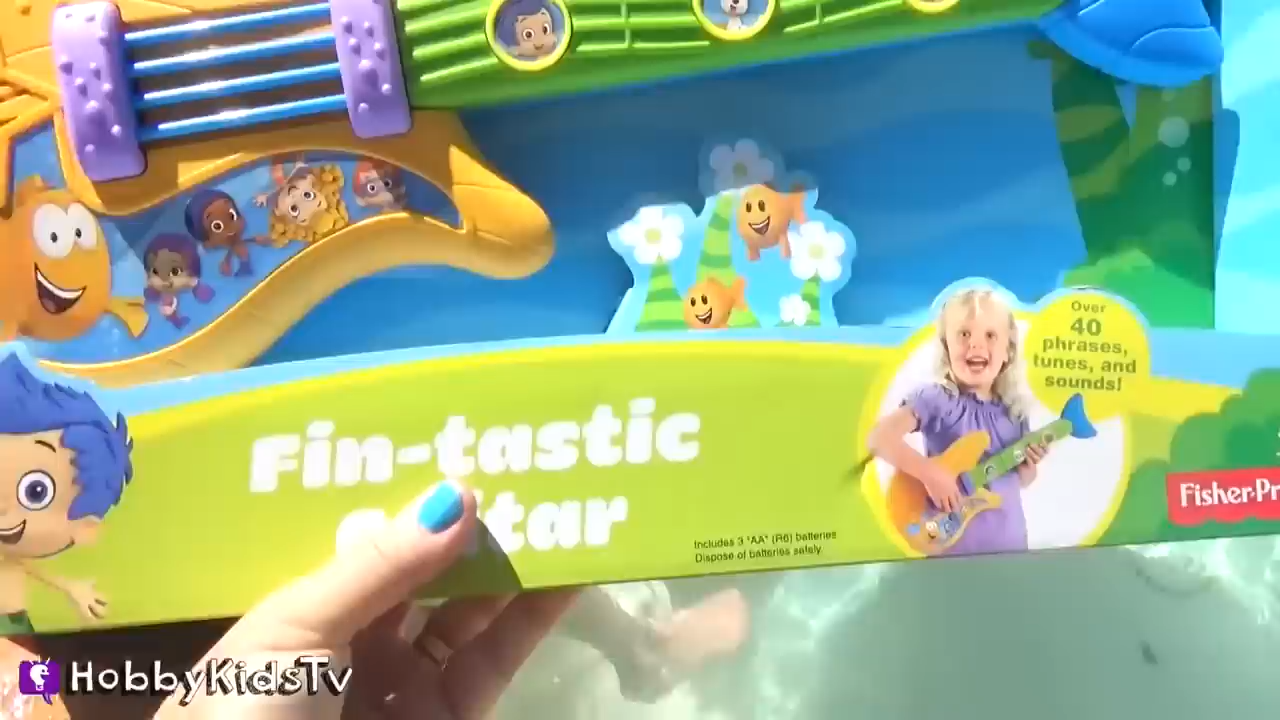 Over
40
phrases,
tunes, and
sounds!
Fin-tastic
Fisher-Pr
Includes 3 "AA" (R6) batteries
Dispose of batteries safely.
HobbyKidsTv